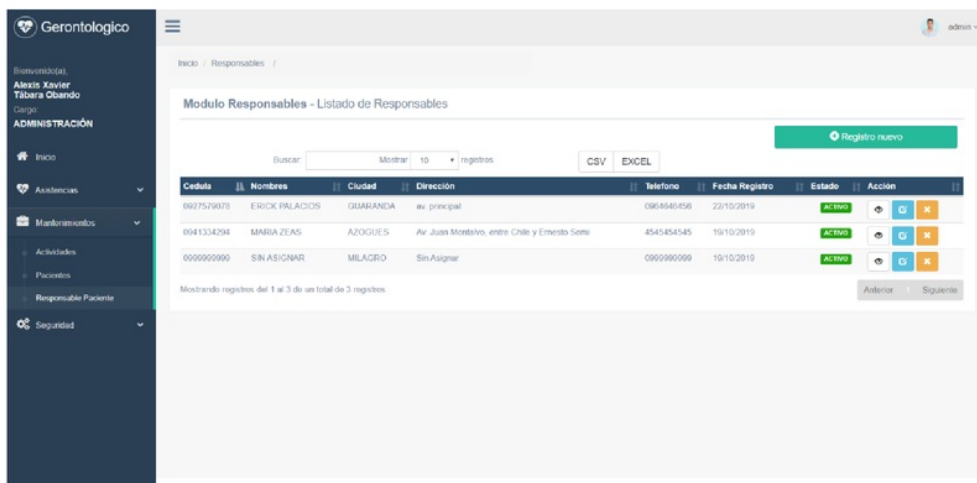 Gerontologico
admin
Bienvenido(a),
Alexis Xavier
Tábara Obando
Cargo:
ADMINISTRACIÓN
Inicio
Asistencias
Mantenimientos
Actividades
Pacientes
Responsable Paciente
Seguridad
Inicio / Responsables /
Modulo Responsables - Listado de Responsables
Registro nuevo
Buscar: Mostrar 10 registros CSV EXCEL
Cedula Nombres Ciudad Dirección Telefono Fecha Registro Estado Acción
0927579078 ERICK PALACIOS GUARANDA av. principal 0964646456 22/10/2019 ACTIVO
0941334294 MARIA ZEAS AZOGUES Av. Juan Montalvo, entre Chile y Ernesto Semi 4545454545 19/10/2019 ACTIVO
0999999999 SIN ASIGNAR MILAGRO Sin Asignar 0999999999 19/10/2019 ACTIVO
Mostrando registros del 1 al 3 de un total de 3 registros
Anterior 1 Siguiente